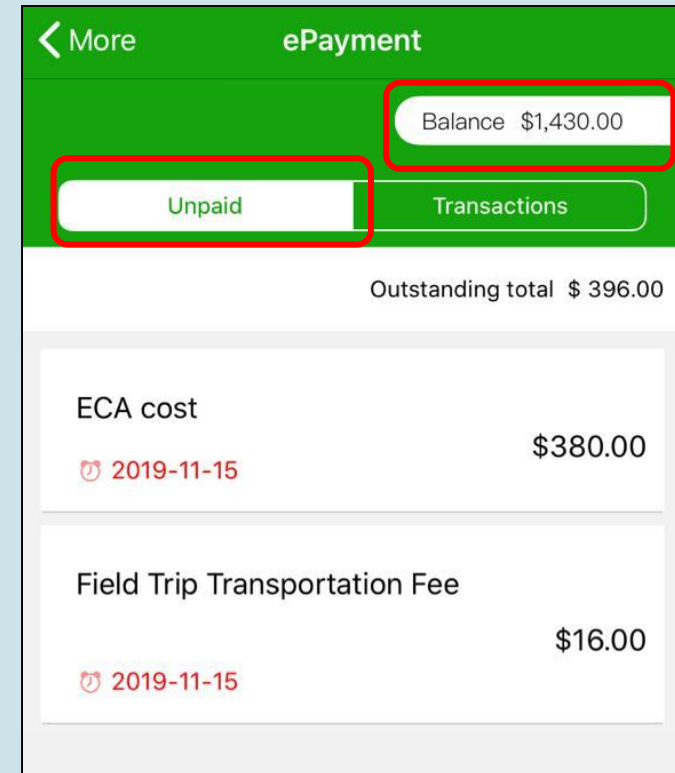 More
ePayment
Balance $1,430.00
Unpaid
Transactions
Outstanding total $ 396.00
ECA cost
$380.00
2019-11-15
Field Trip Transportation Fee
$16.00
2019-11-15